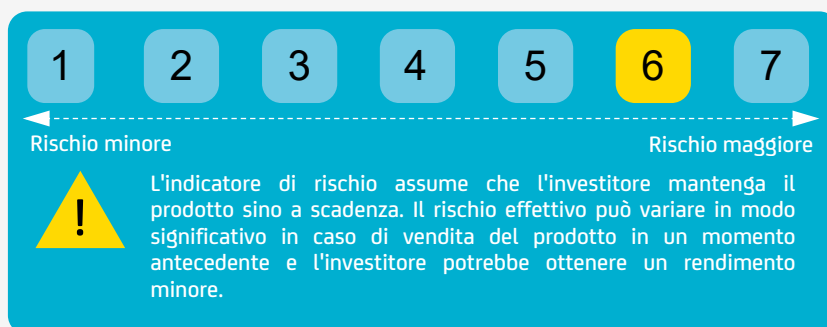 1 2 3 4 5 6 7
Rischio minore Rischio maggiore
!
L'indicatore di rischio assume che l'investitore mantenga il
prodotto sino a scadenza. Il rischio effettivo può variare in modo
significativo in caso di vendita del prodotto in un momento
antecedente e l'investitore potrebbe ottenere un rendimento
minore.